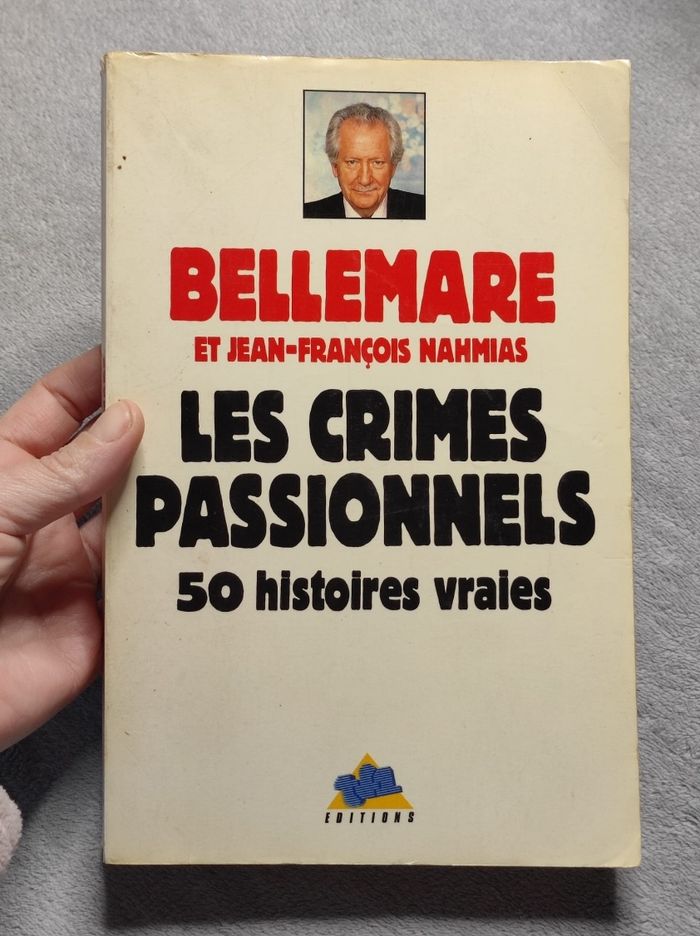 BELLEMARE
ET JEAN-FRANÇOIS NAHMIAS
LES CRIMES
PASSIONNELS
50 histoires vraies
EDITIONS